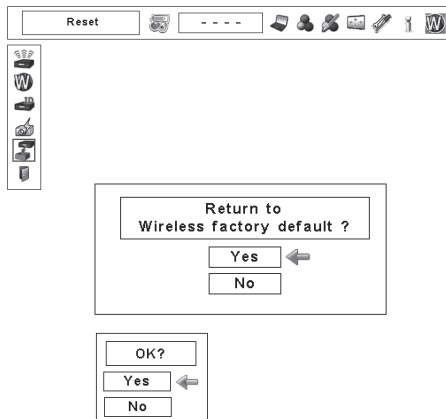 Reset
- - - -
W
W
Return to
Wireless factory default ?
Yes
No
OK?
Yes
No